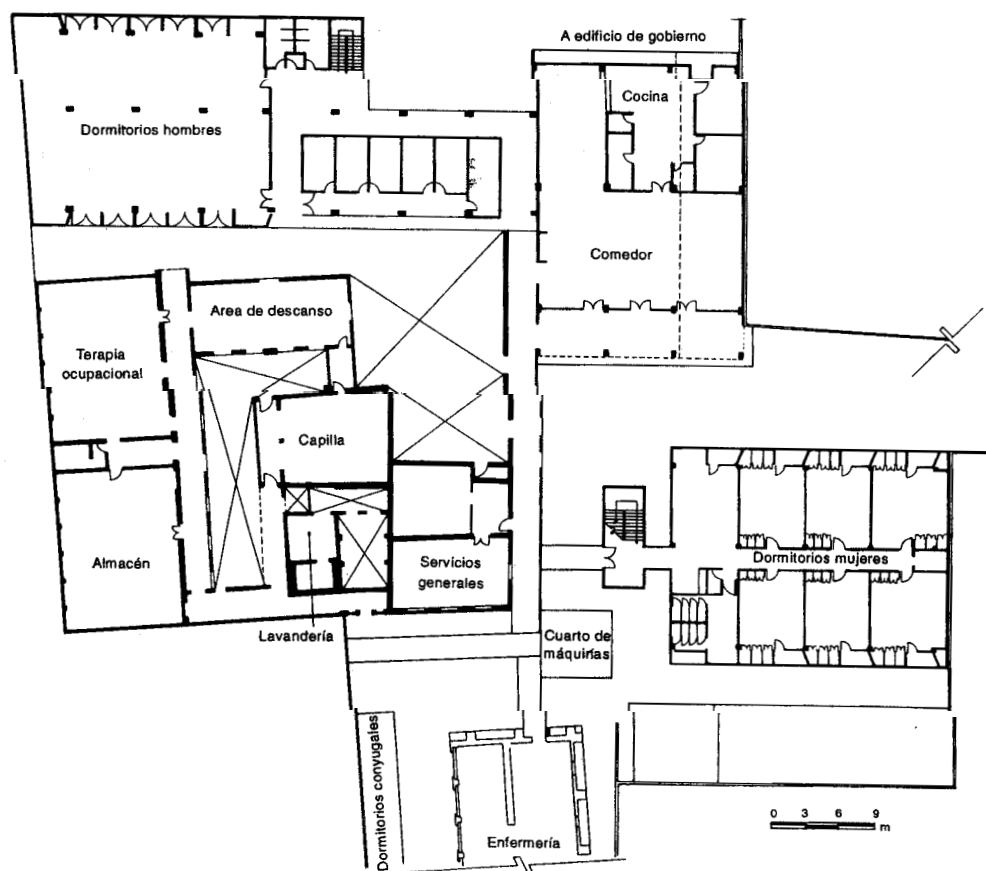 A edificio de gobierno
Cocina
Dormitorios hombres
Comedor
Area de descanso
Terapia
ocupacional
Capilla
Almacén
Servicios
generales
Dormitorios mujeres
Lavandería
Cuarto de
máquinas
Dormitorios conyugales
Enfermería
0 3 6 9
m